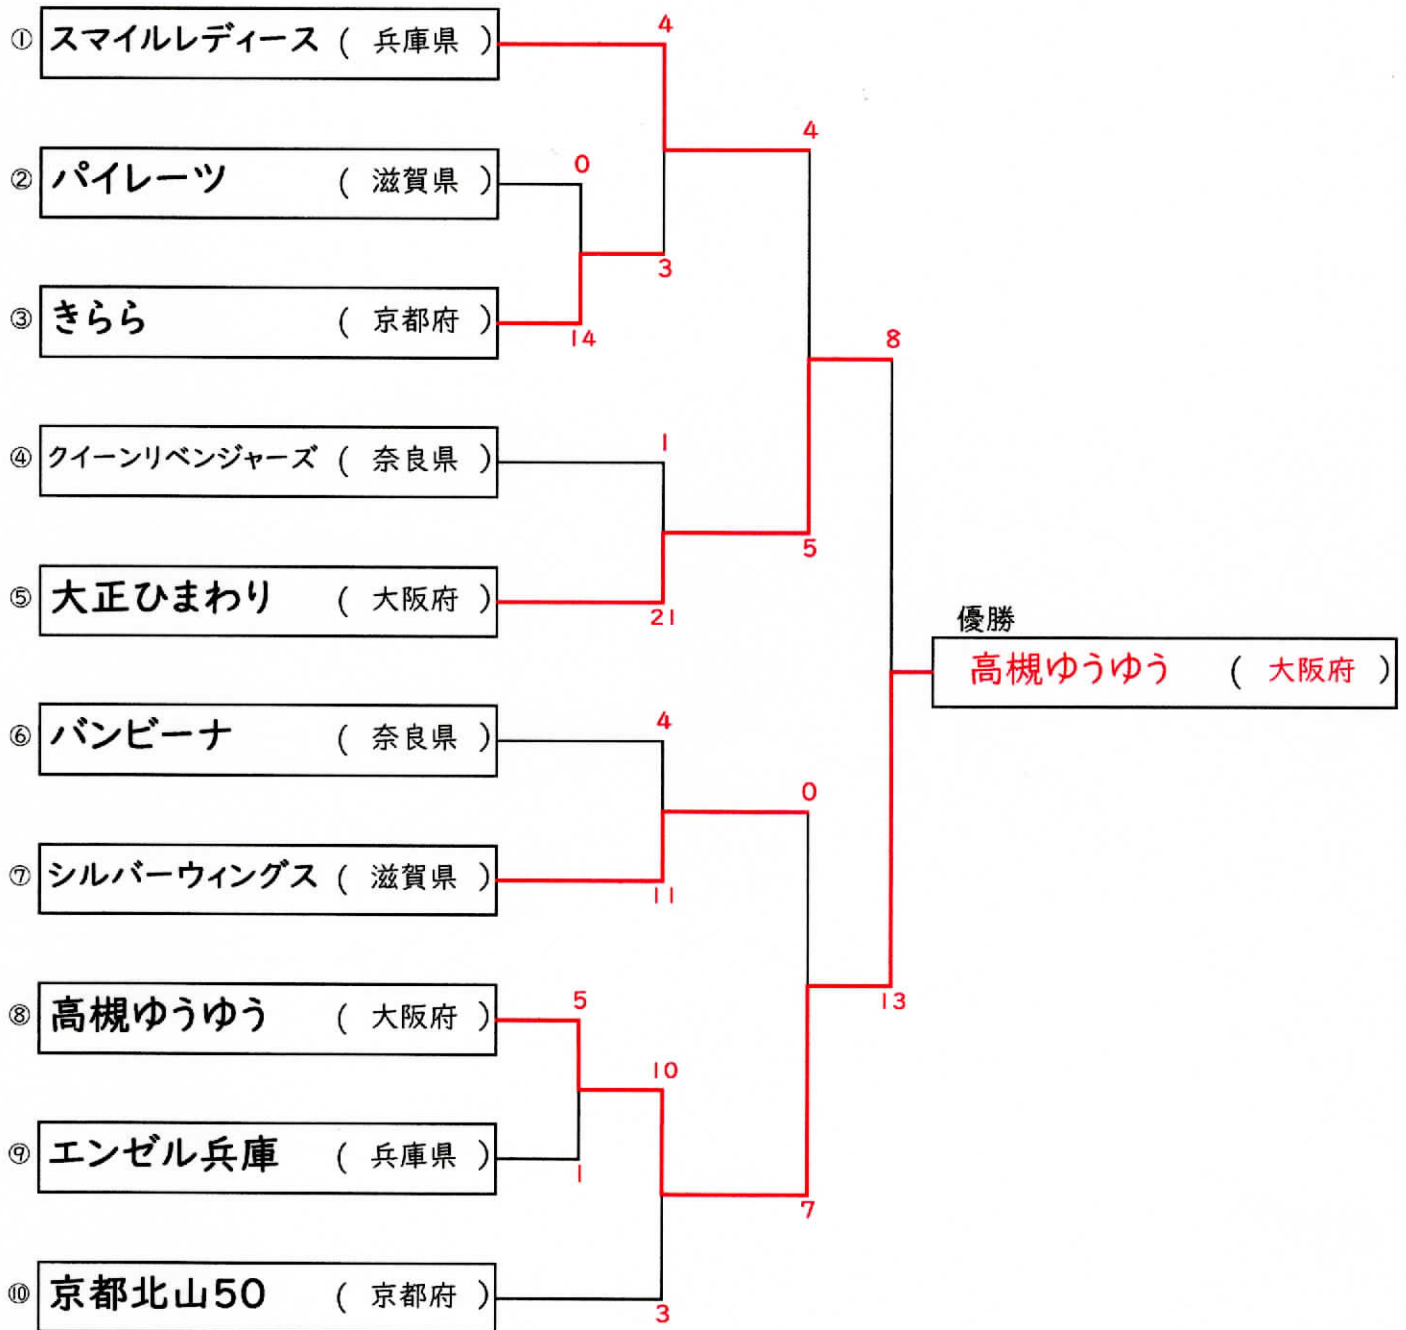 4
① スマイルレディース ( 兵庫県 )
4
0
② パイレーツ ( 滋賀県 )
3
③ きらら ( 京都府 )
14
8
1
④ クイーンリベンジャーズ ( 奈良県 )
5
⑤ 大正ひまわり ( 大阪府 )
21
優勝
高槻ゆうゆう ( 大阪府 )
4
⑥ バンビーナ ( 奈良県 )
0
⑦ シルバーウィングス ( 滋賀県 )
11
5
13
⑧ 高槻ゆうゆう ( 大阪府 )
10
⑨ エンゼル兵庫 ( 兵庫県 )
1
7
⑩ 京都北山50 ( 京都府 )
3